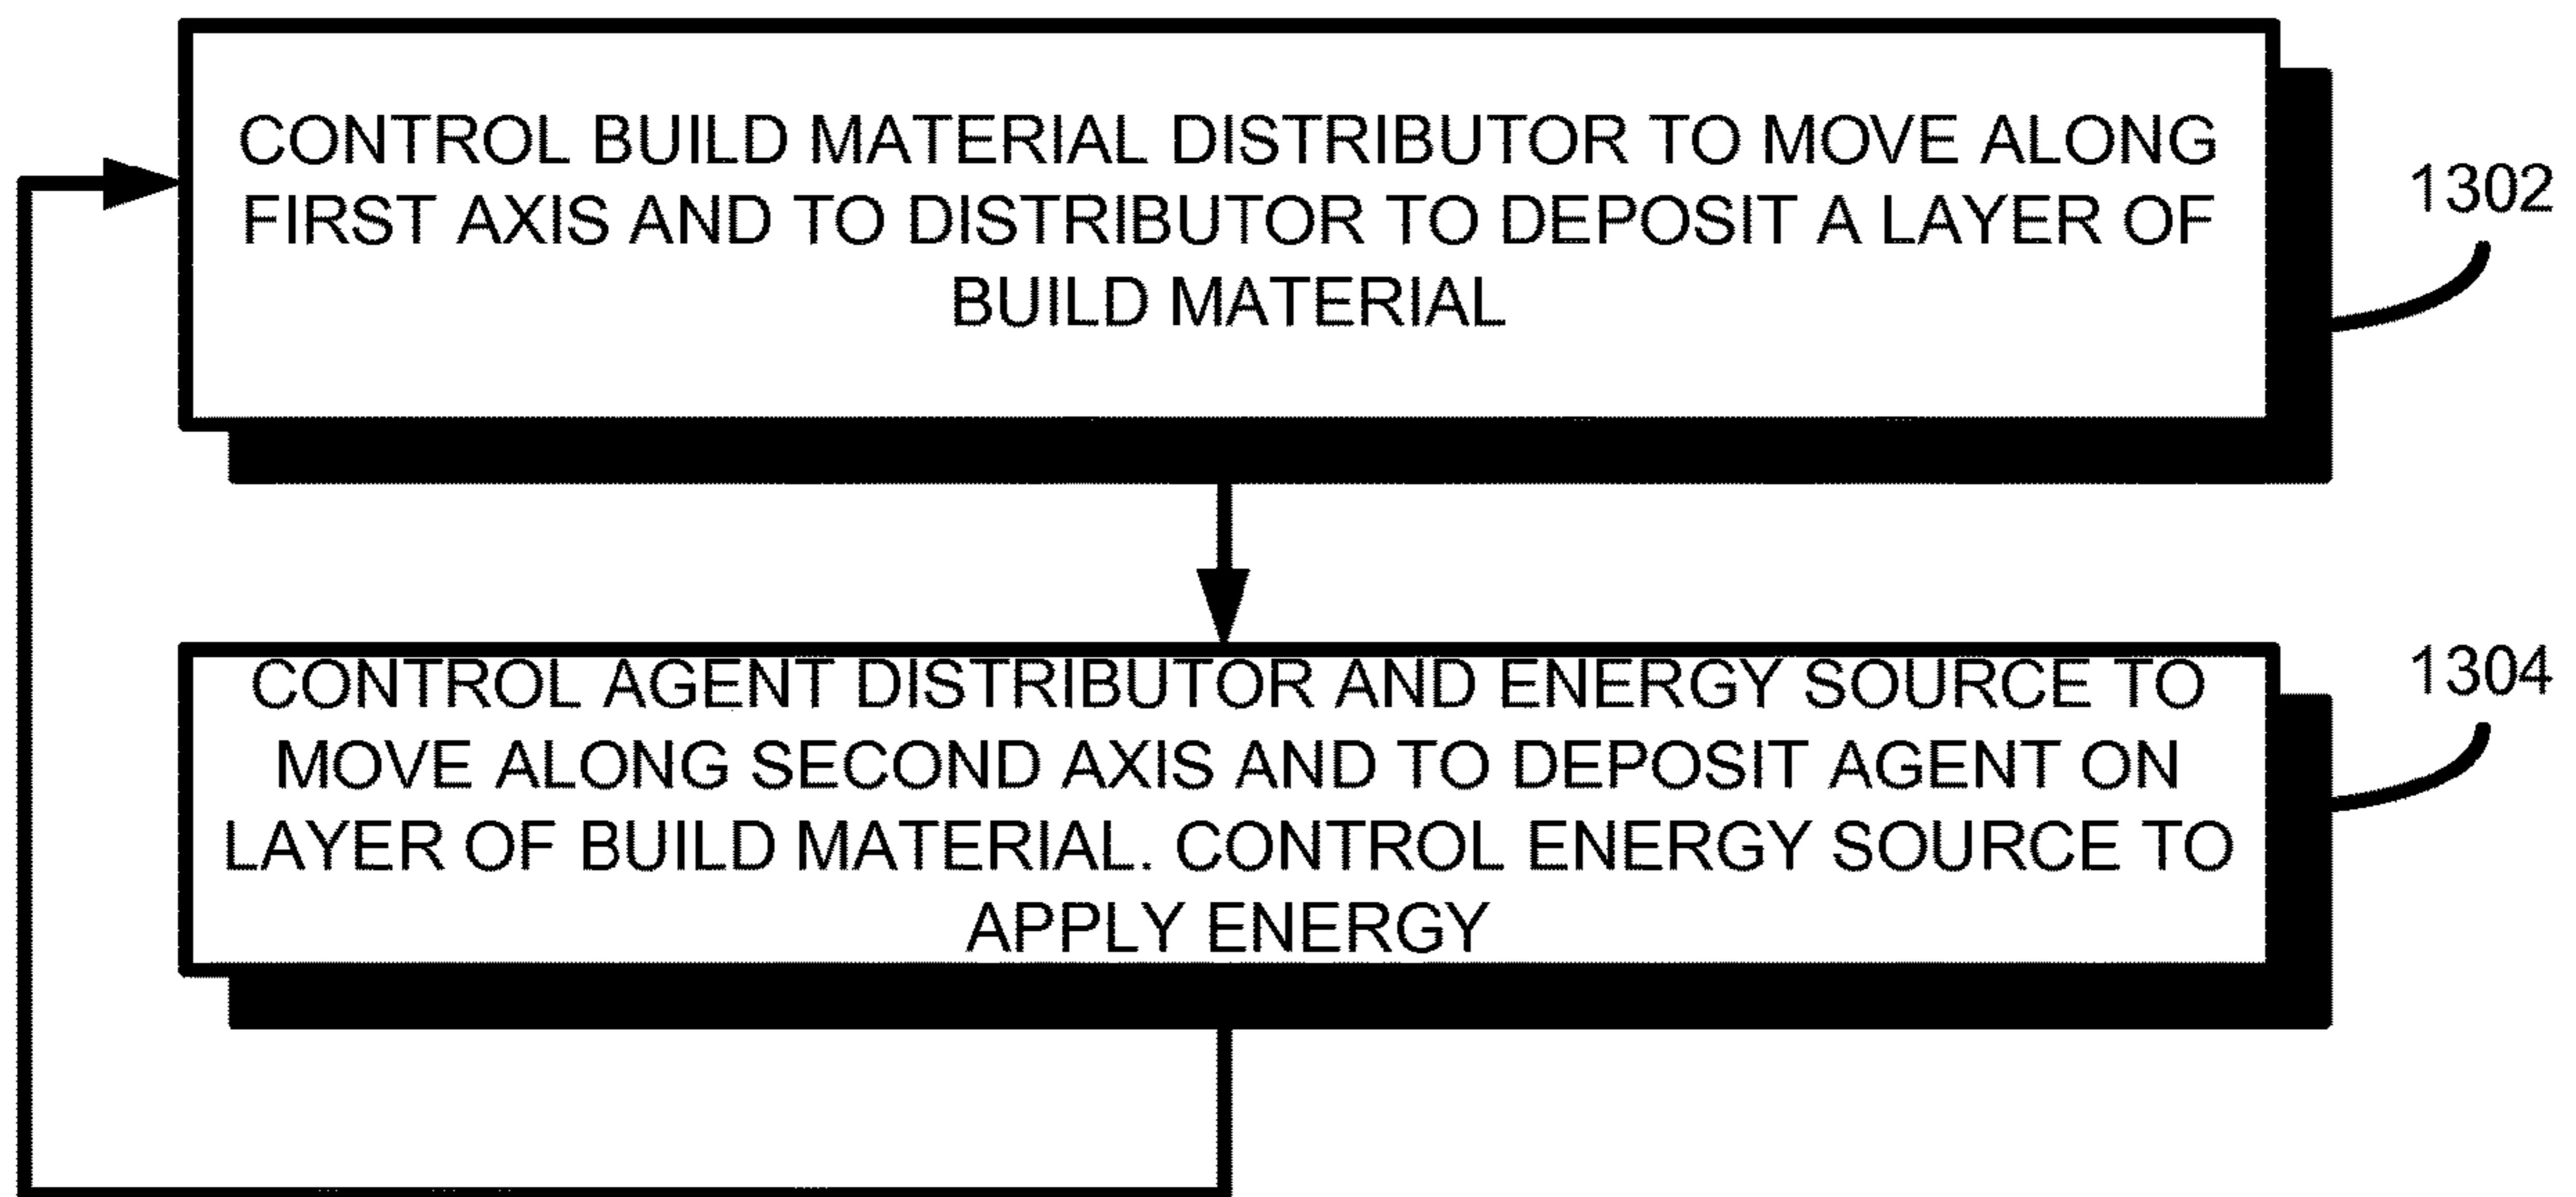 CONTROL BUILD MATERIAL DISTRIBUTOR TO MOVE ALONG
FIRST AXIS AND TO DISTRIBUTOR TO DEPOSIT A LAYER OF
BUILD MATERIAL
1302
CONTROL AGENT DISTRIBUTOR AND ENERGY SOURCE TO
MOVE ALONG SECOND AXIS AND TO DEPOSIT AGENT ON
LAYER OF BUILD MATERIAL. CONTROL ENERGY SOURCE TO
APPLY ENERGY
1304